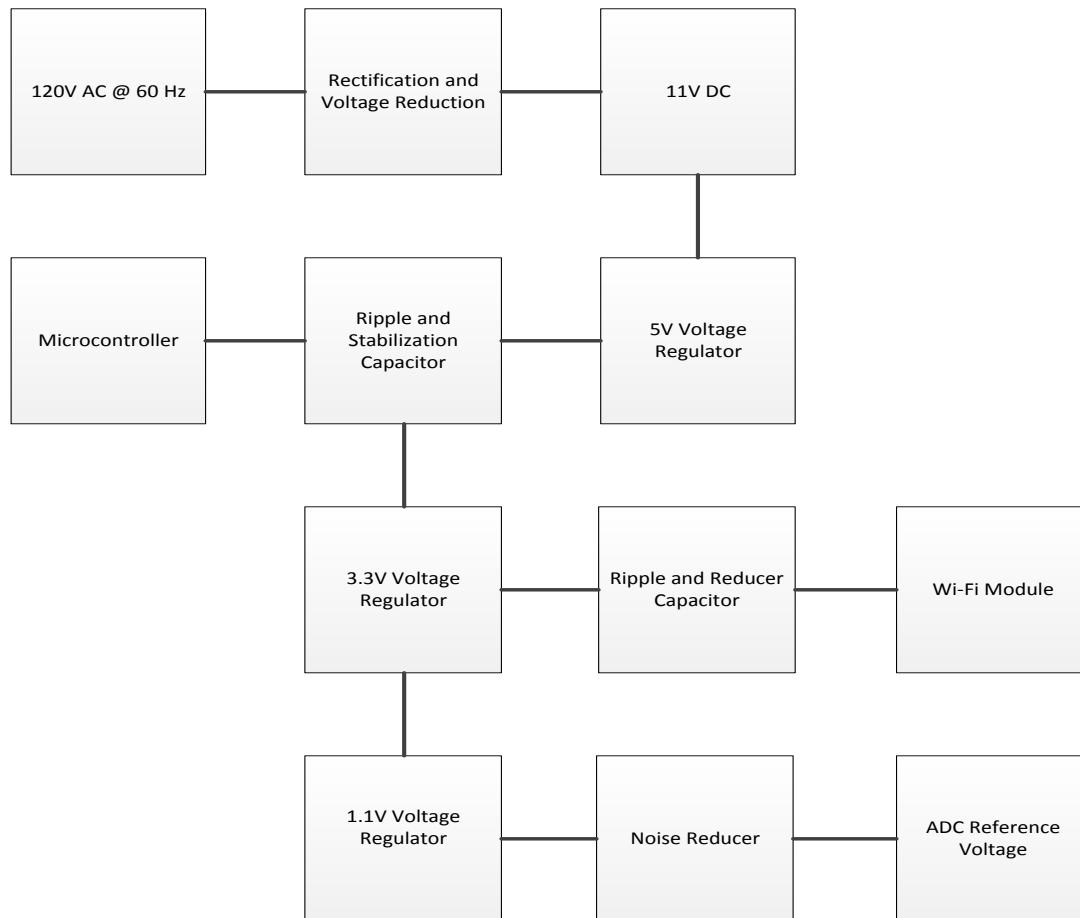 120V AC @ 60 Hz
Rectification and
Voltage Reduction
11V DC
Microcontroller
Ripple and
Stabilization
Capacitor
5V Voltage
Regulator
3.3V Voltage
Regulator
Ripple and Reducer
Capacitor
Wi-Fi Module
1.1V Voltage
Regulator
Noise Reducer
ADC Reference
Voltage